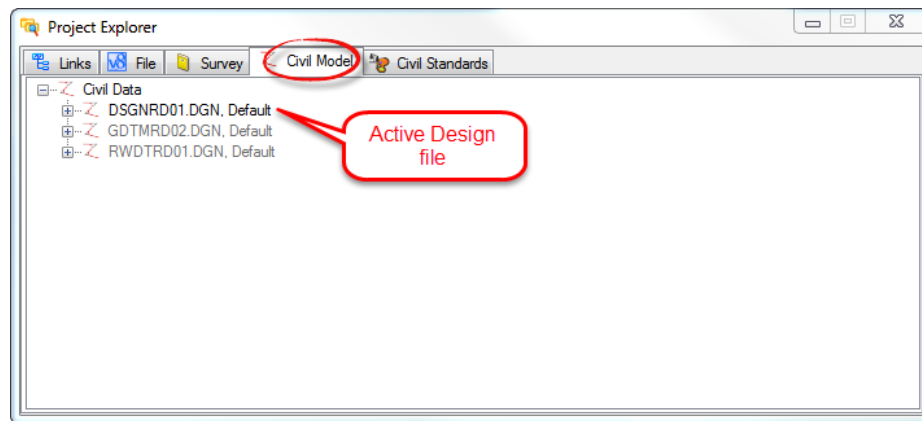 Project Explorer
Links V8 File Survey Civil Model Civil Standards
Civil Data
DSGNRD01.DGN, Default
GDTMRD02.DGN, Default
RWDTRD01.DGN, Default
Active Design
file